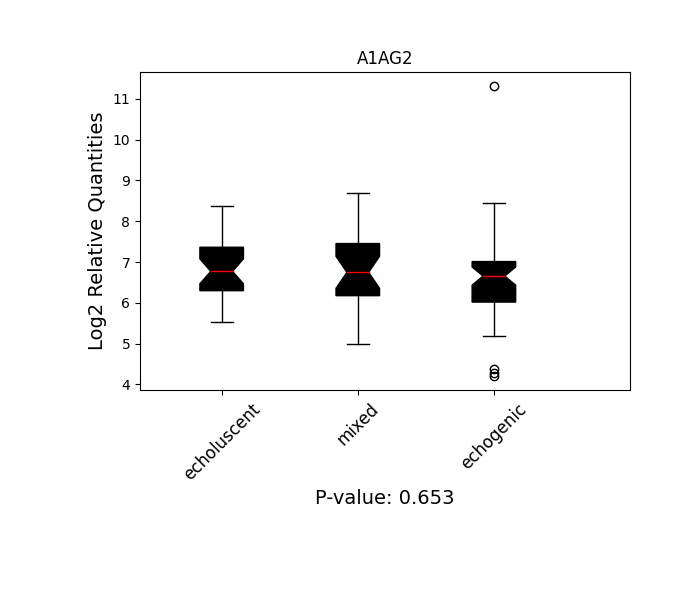 A1AG2
Log2 Relative Quantities
11
10
9
8
7
6
5
4
echoluscent
mixed
echogenic
P-value: 0.653